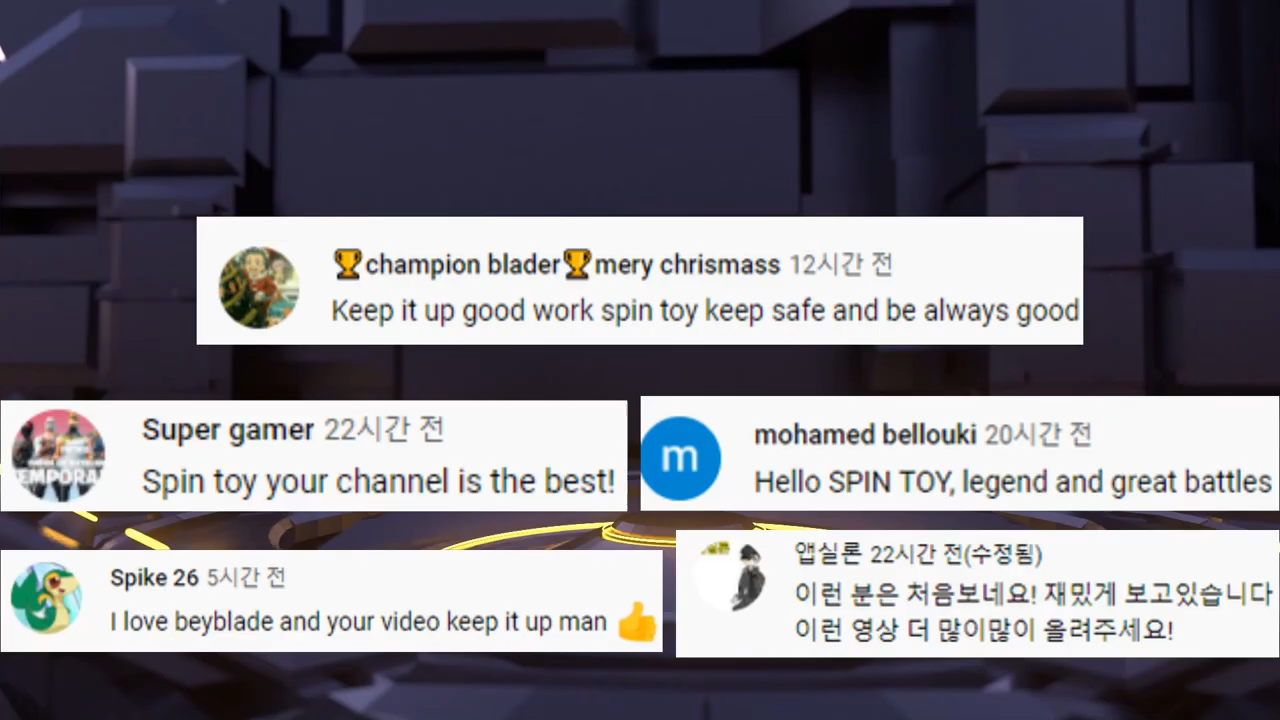 🏆champion blader🏆mery chrismass 12시간 전
Keep it up good work spin toy keep safe and be always good
Super gamer 22시간 전
Spin toy your channel is the best!
mohamed bellouki 20시간 전
Hello SPIN TOY, legend and great battles
Spike 26 5시간 전
I love beyblade and your video keep it up man 👍
앱실론 22시간 전(수정됨)
이런 분은 처음보네요! 재밌게 보고있습니다
이런 영상 더 많이많이 올려주세요!